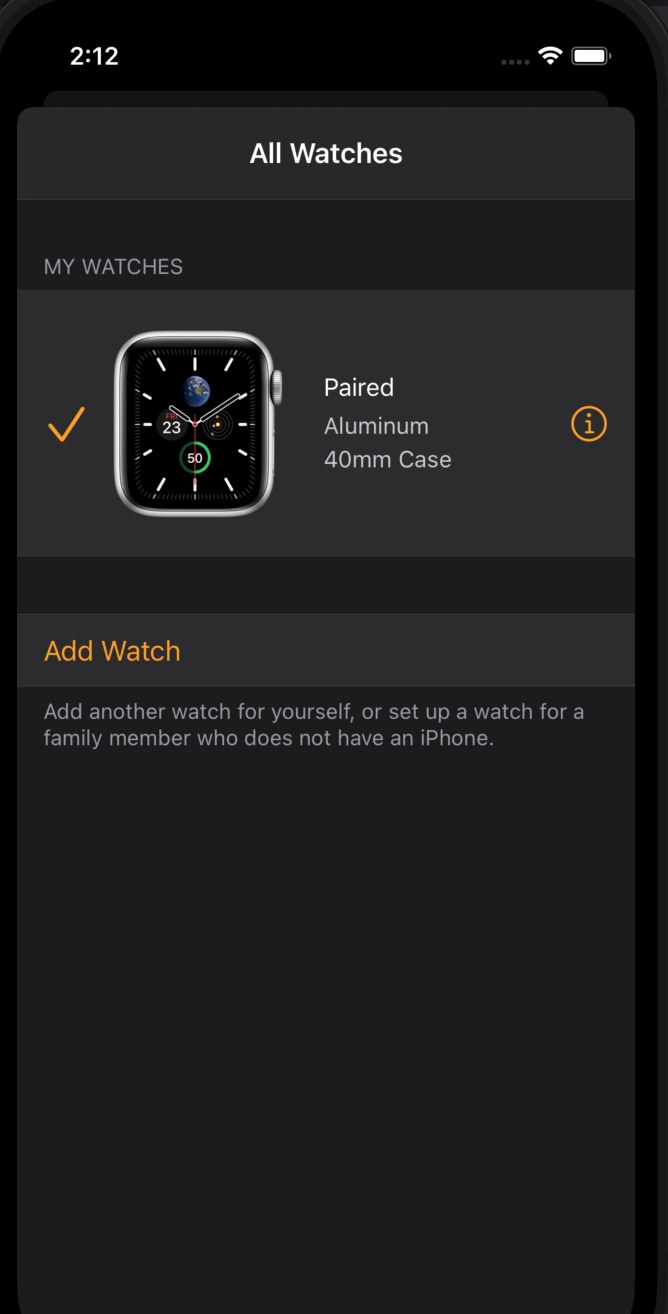 2:12
All Watches
MY WATCHES
FRI
23
50
Paired
Aluminum
40mm Case
Add Watch
Add another watch for yourself, or set up a watch for a
family member who does not have an iPhone.